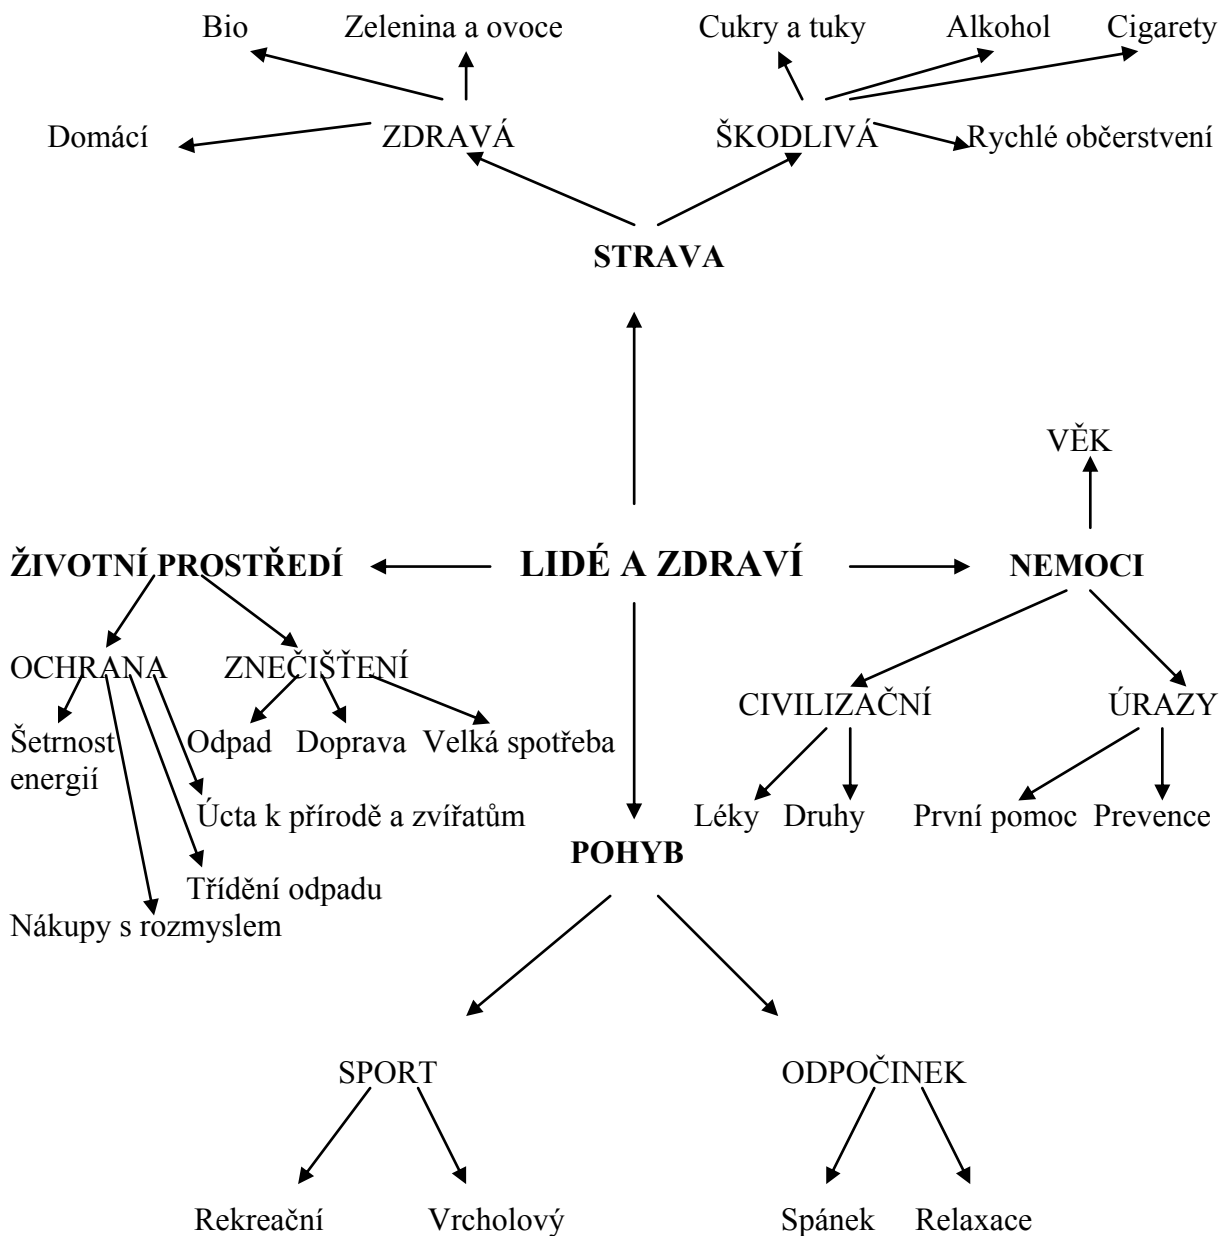 Bio Zelenina a ovoce Cukry a tuky Alkohol Cigarety
Domácí ZDRAVÁ ŠKODLIVÁ Rychlé občerstvení
STRAVA
VĚK
ŽIVOTNÍ PROSTŘEDÍ LIDÉ A ZDRAVÍ NEMOCI
OCHRANA ZNEČIŠŤENÍ
CIVILIZAČNÍ ÚRAZY
Šetrnost
energií
Odpad Doprava Velká spotřeba
Úcta k přírodě a zvířatům
Léky Druhy První pomoc Prevence
POHYB
Třídění odpadu
Nákupy s rozmyslem
SPORT ODPOČINEK
Rekreační Vrcholový Spánek Relaxace